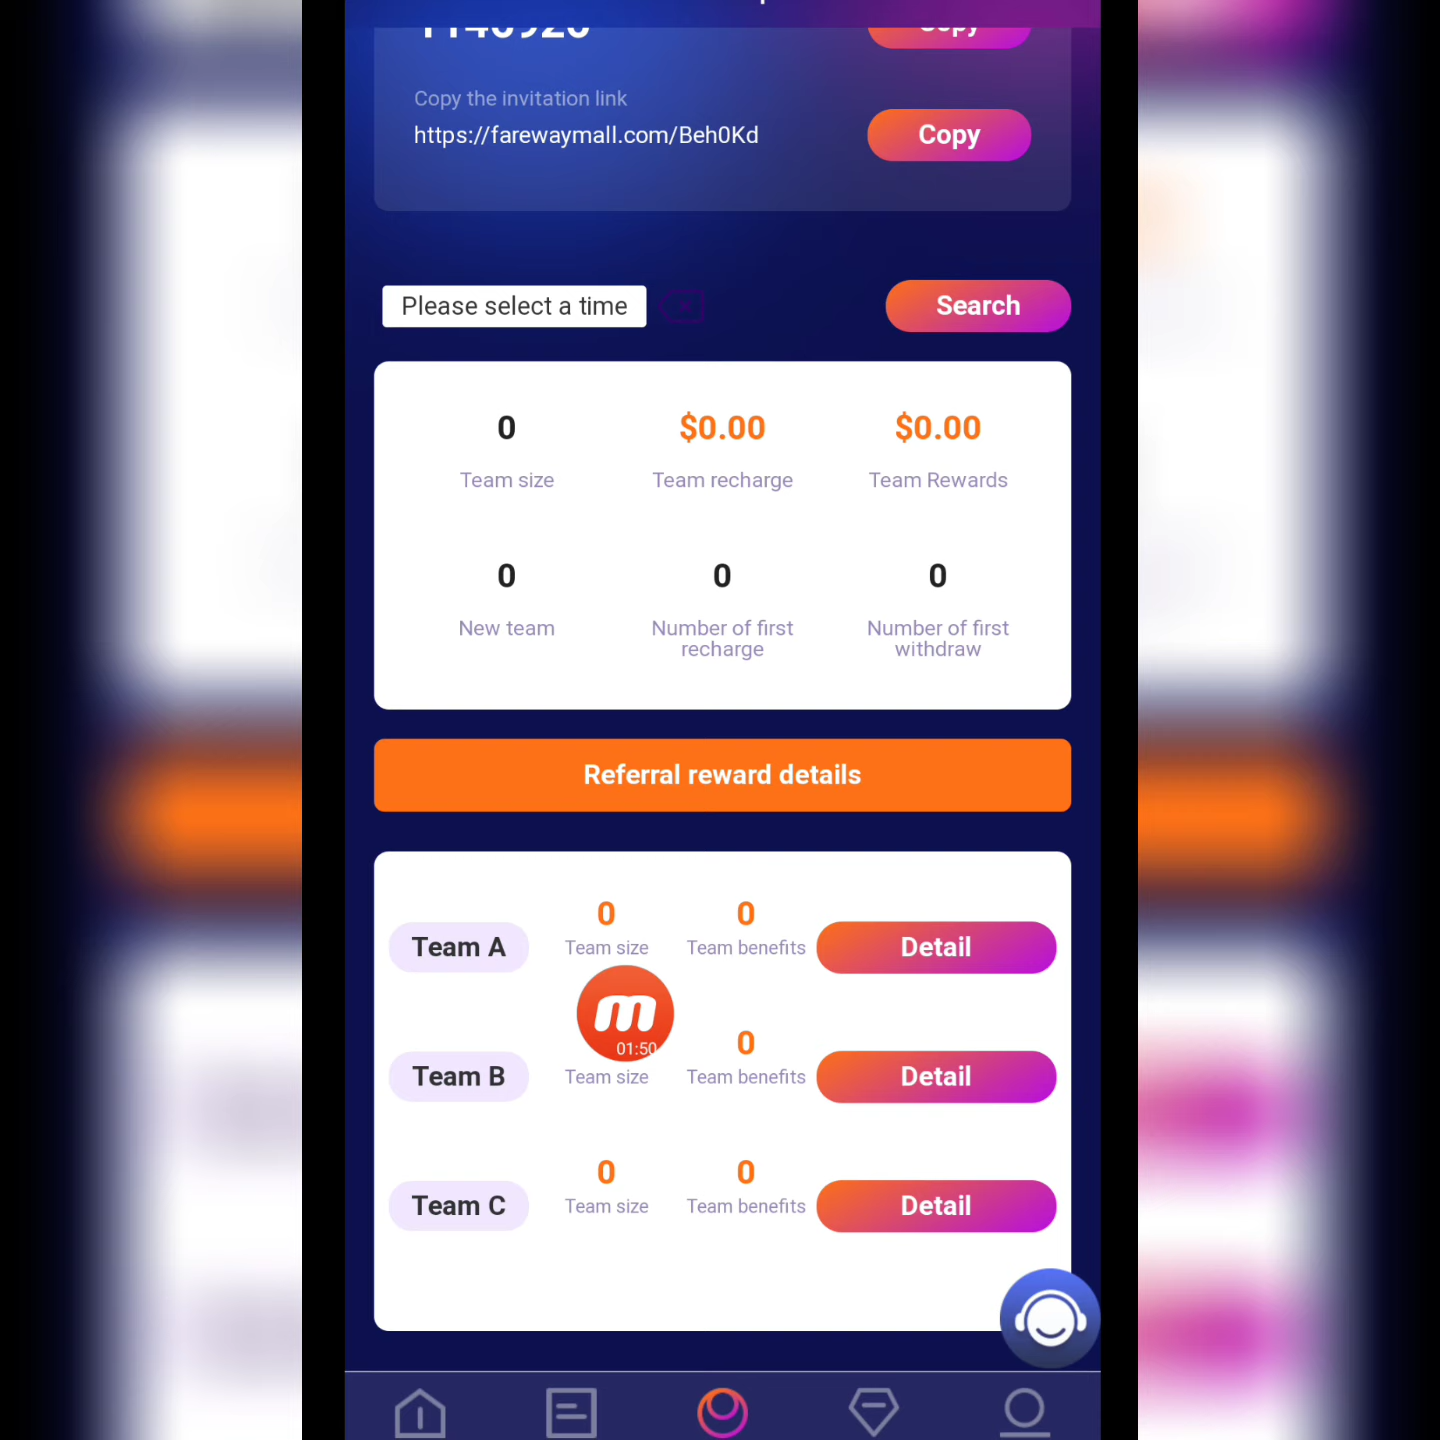 Copy
Copy the invitation link
https://farewaymall.com/Beh0Kd
Copy
Please select a time
Search
0
$0.00
$0.00
Team size
Team recharge
Team Rewards
0
0
0
New team
Number of first
recharge
Number of first
withdraw
Referral reward details
0
0
Team A
Team size
Team benefits
Detail
m
01:50
0
Team B
Team size
Team benefits
Detail
0
0
Team C
Team size
Team benefits
Detail